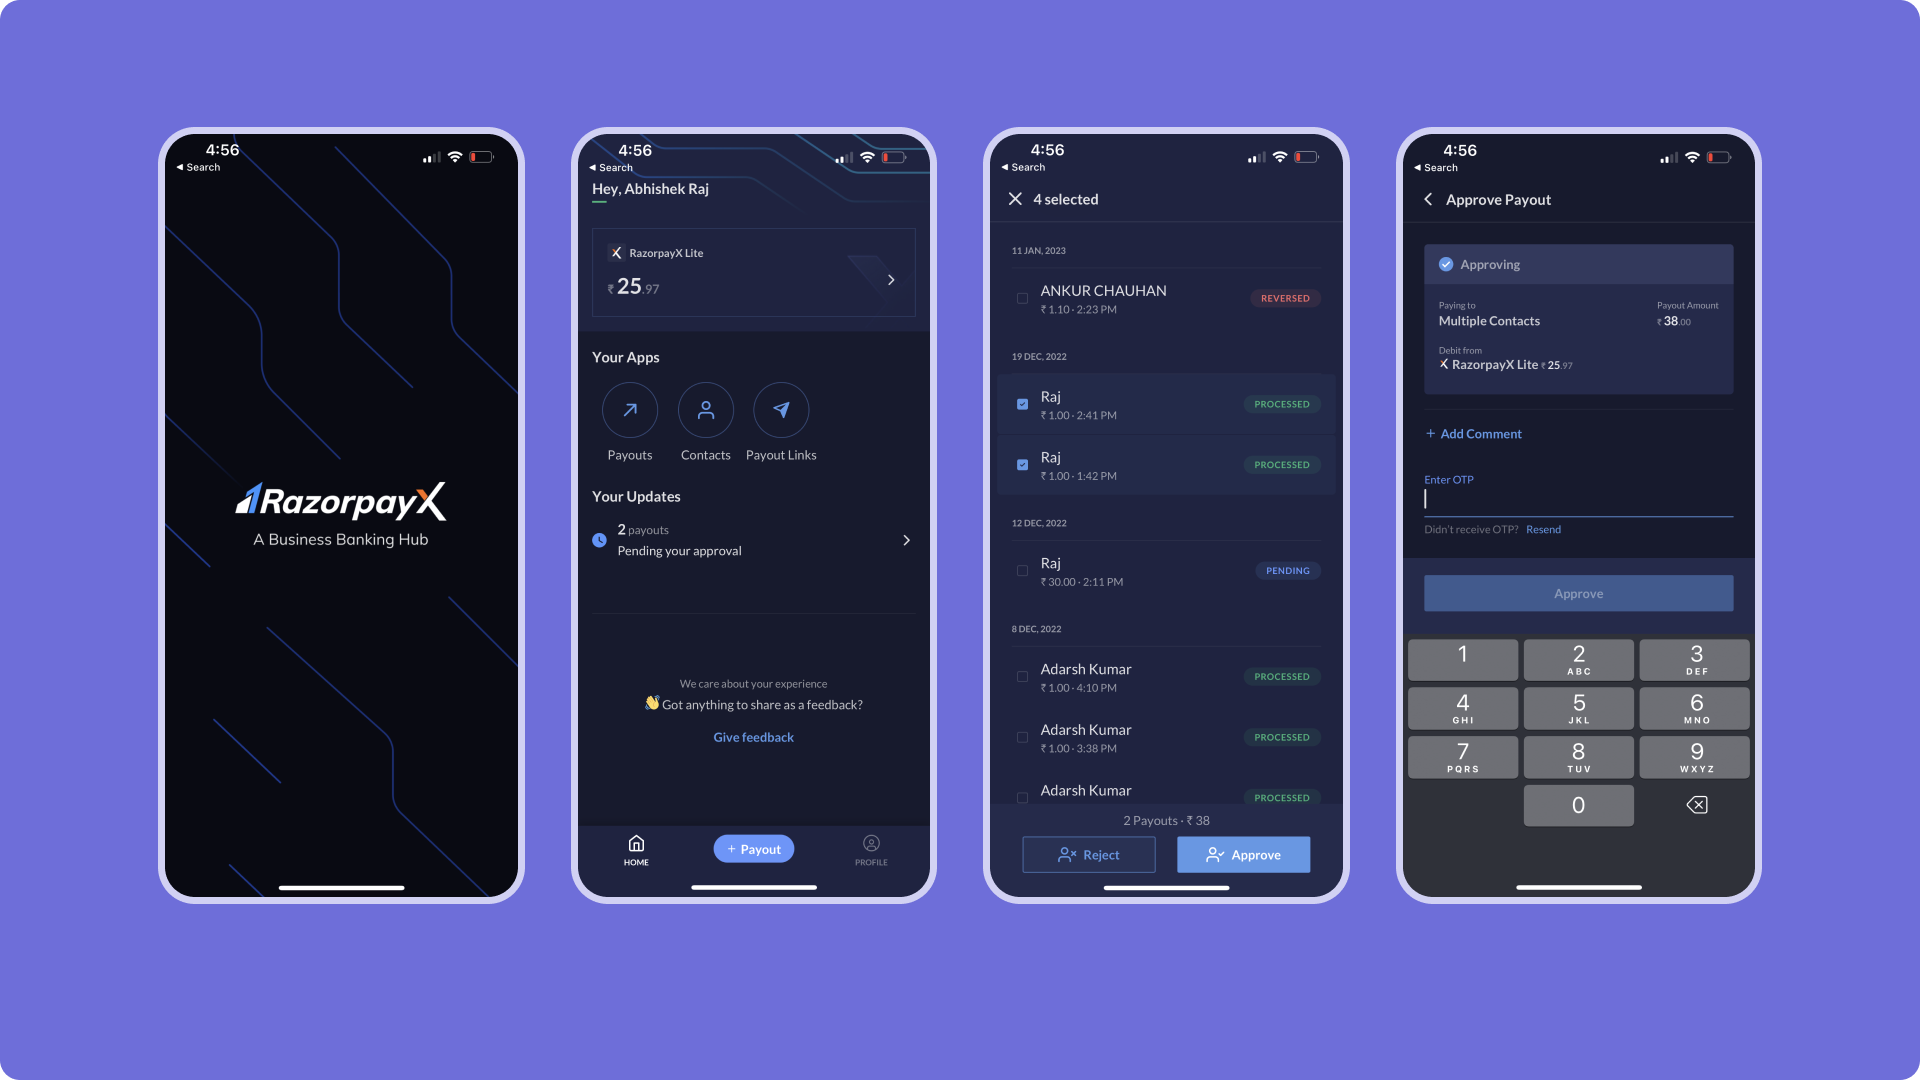 4:56
◀ Search
RazorpayX
A Business Banking Hub
4:56
◀ Search
Hey, Abhishek Raj
RazorpayX Lite
₹ 25.97
Your Apps
Payouts Contacts Payout Links
Your Updates
2 payouts
Pending your approval
We care about your experience
👋 Got anything to share as a feedback?
Give feedback
HOME
+ Payout
PROFILE
4:56
◀ Search
4 selected
11 JAN, 2023
ANKUR CHAUHAN
₹ 1.10 · 2:23 PM
REVERSED
19 DEC, 2022
Raj
₹ 1.00 · 2:41 PM
PROCESSED
Raj
₹ 1.00 · 1:42 PM
PROCESSED
12 DEC, 2022
Raj
₹ 30.00 · 2:11 PM
PENDING
8 DEC, 2022
Adarsh Kumar
₹ 1.00 · 4:10 PM
PROCESSED
Adarsh Kumar
₹ 1.00 · 3:38 PM
PROCESSED
Adarsh Kumar
PROCESSED
2 Payouts · ₹ 38
Reject Approve
4:56
◀ Search
Approve Payout
Approving
Paying to Payout Amount
Multiple Contacts ₹ 38.00
Debit from
RazorpayX Lite ₹ 25.97
+ Add Comment
Enter OTP
Didn't receive OTP? Resend
Approve
1 2 3
ABC DEF
4 5 6
GHI JKL MNO
7 8 9
PQRS TUV WXYZ
0